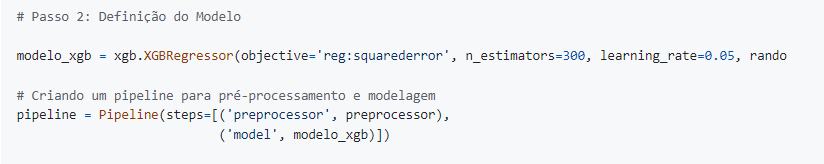 # Passo 2: Definição do Modelo
modelo_xgb = xgb.XGBRegressor(objective='reg:squarederror', n_estimators=300, learning_rate=0.05, rando
# Criando um pipeline para pré-processamento e modelagem
pipeline = Pipeline(steps=[('preprocessor', preprocessor),
('model', modelo_xgb)])